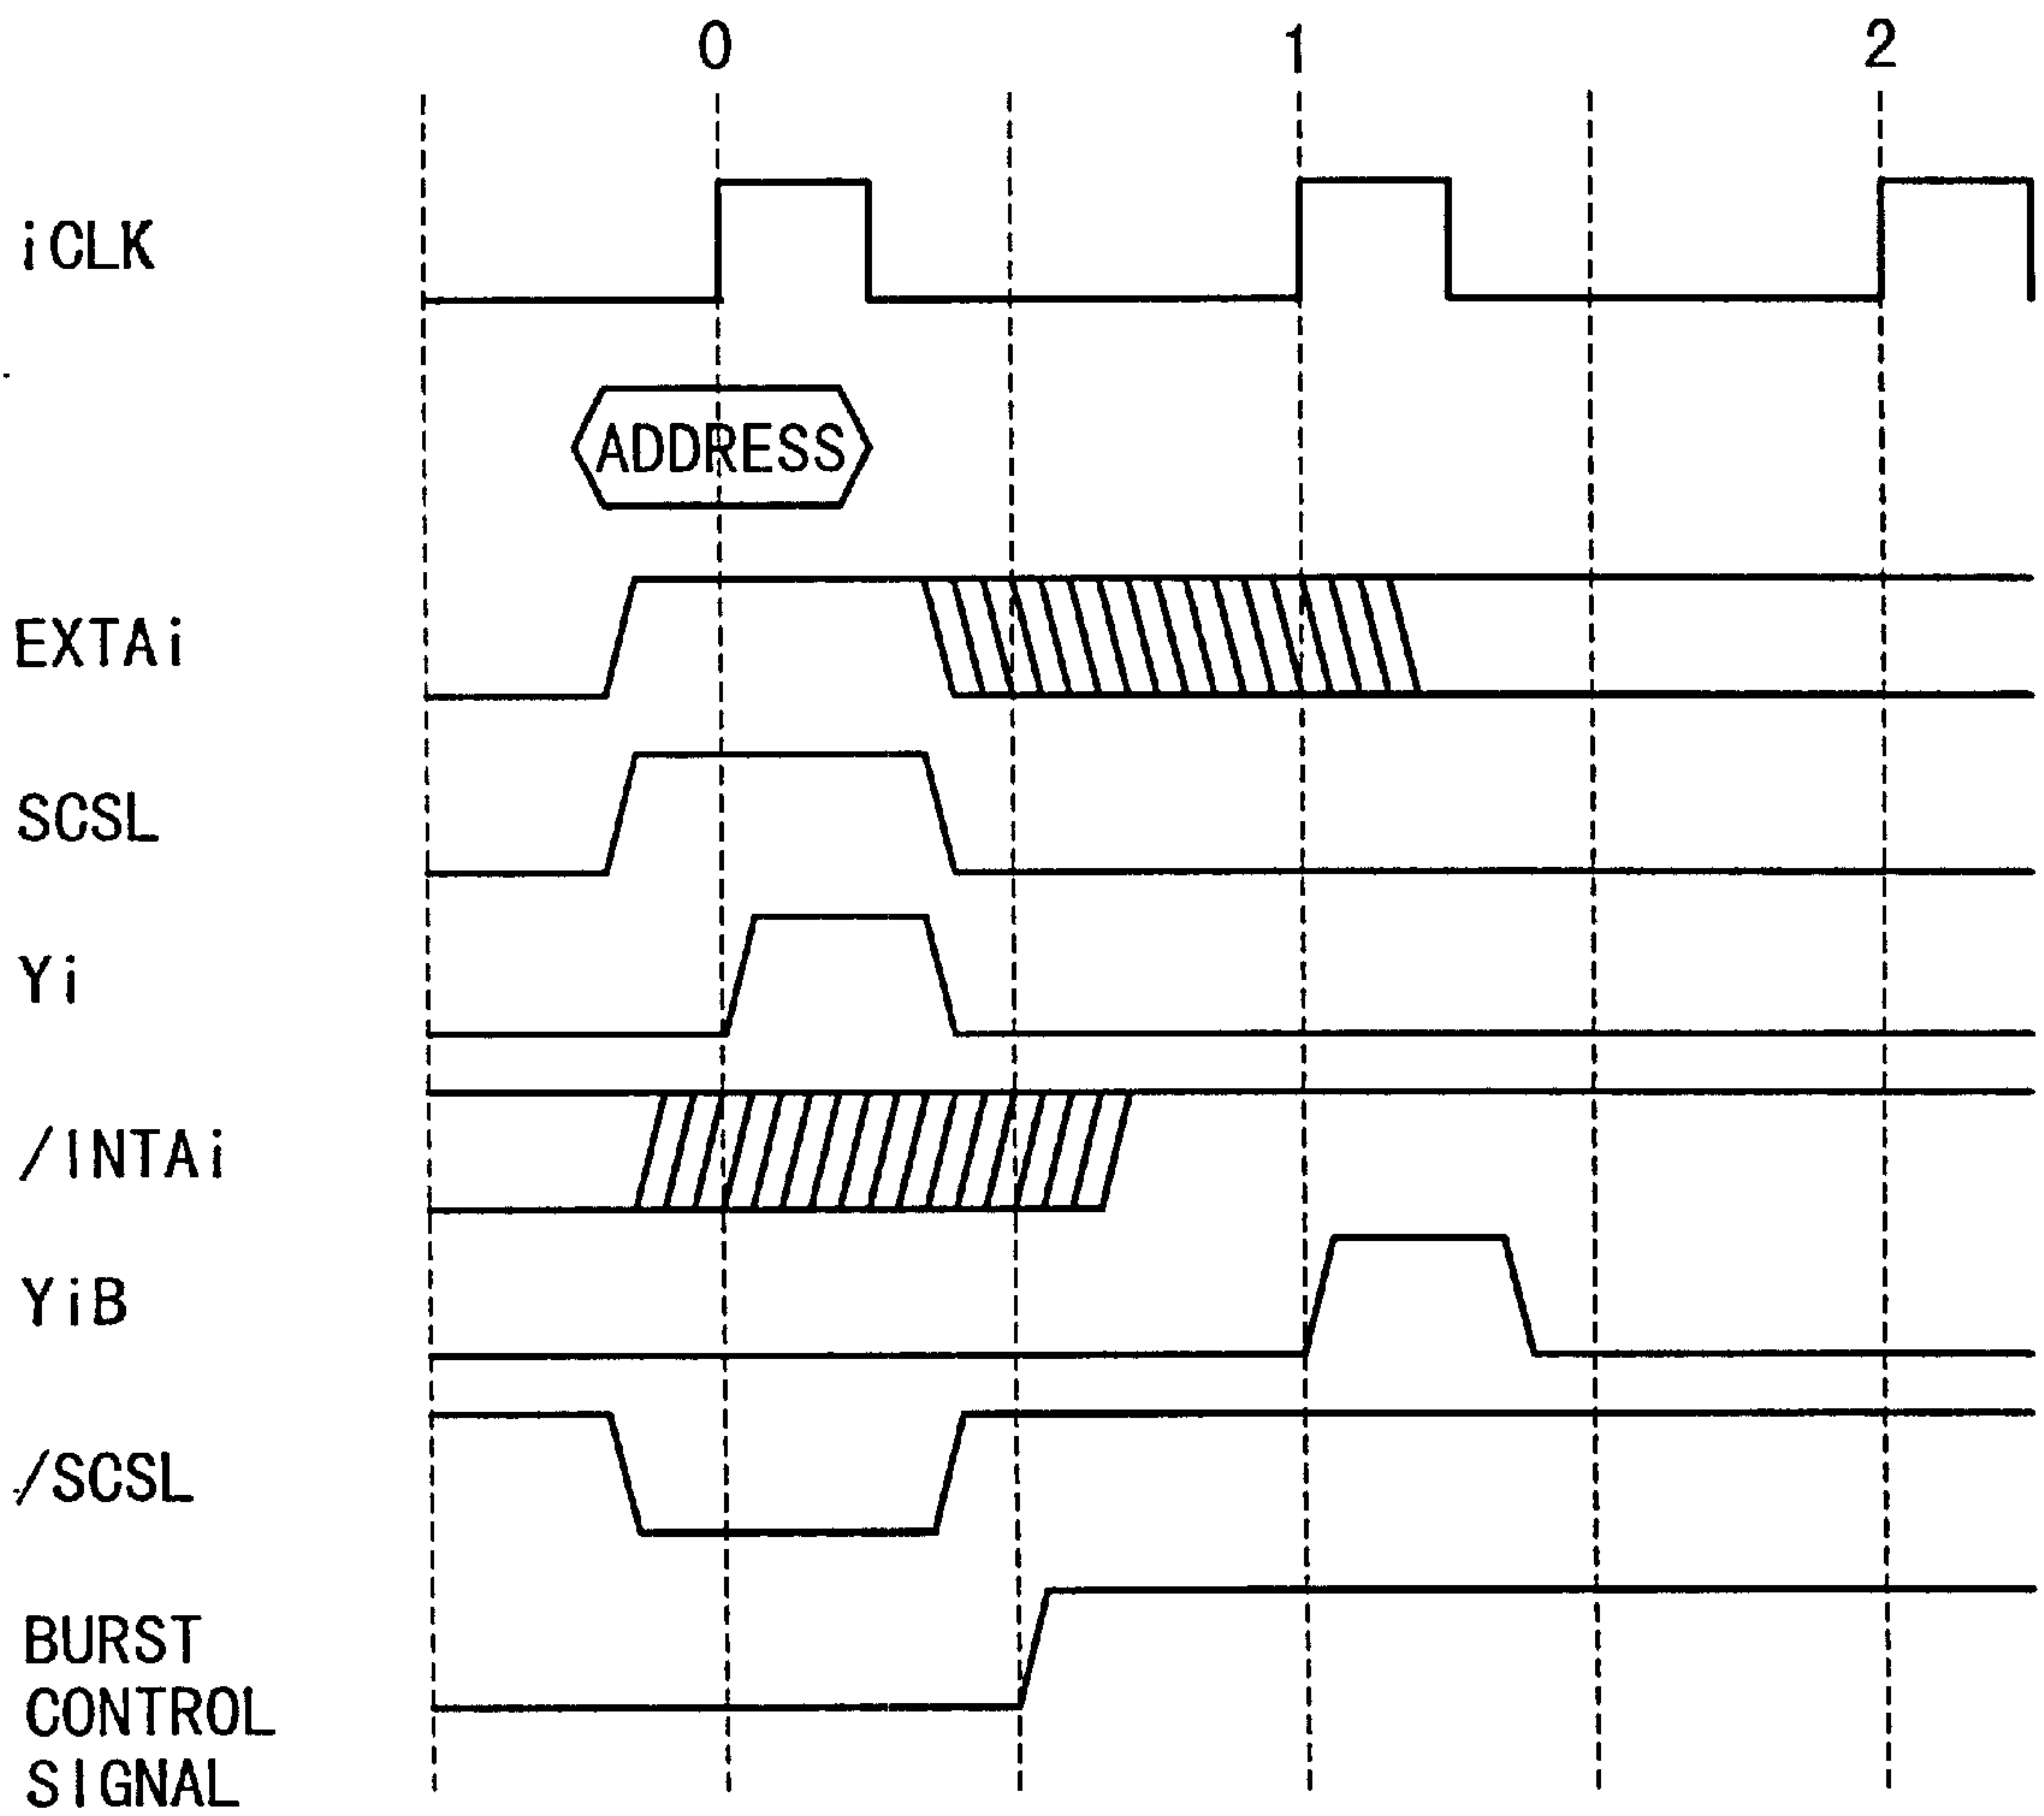 0 1 2
iCLK
ADDRESS
EXTAi
SCSL
Yi
/INTAi
YiB
/SCSL
BURST
CONTROL
SIGNAL